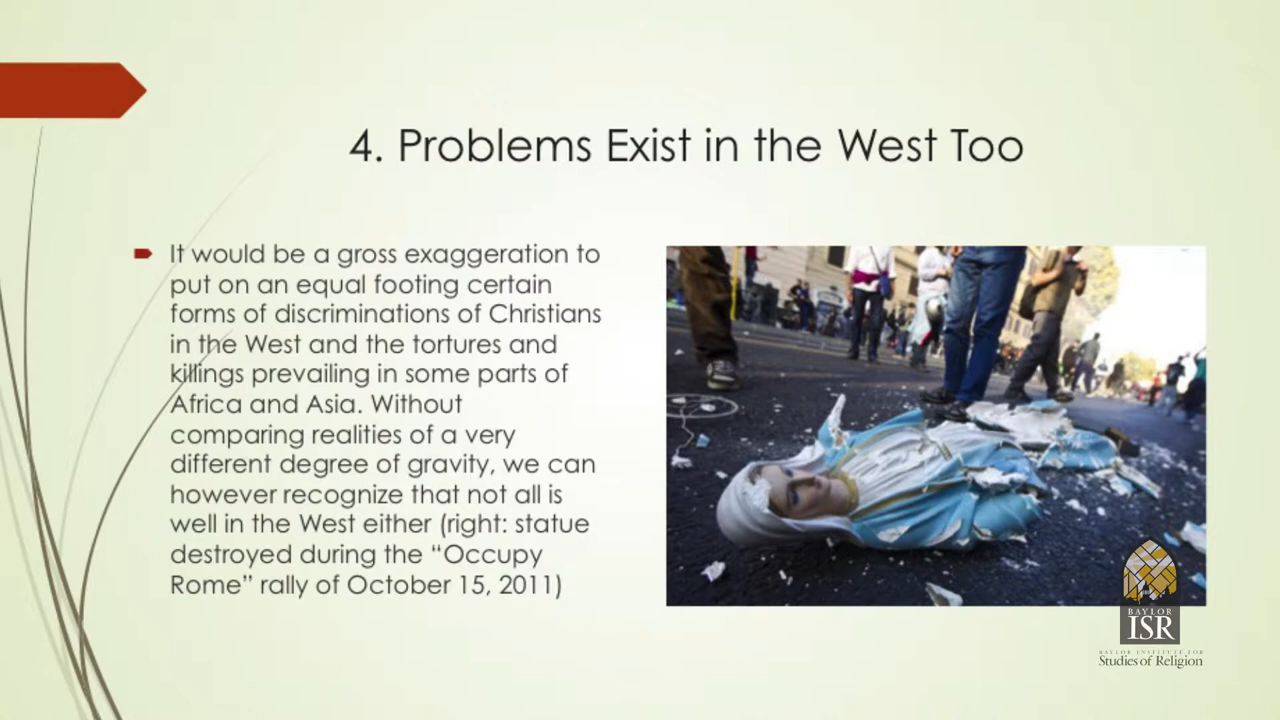 4. Problems Exist in the West Too
It would be a gross exaggeration to
put on an equal footing certain
forms of discriminations of Christians
in the West and the tortures and
killings prevailing in some parts of
Africa and Asia. Without
comparing realities of a very
different degree of gravity, we can
however recognize that not all is
well in the West either (right: statue
destroyed during the “Occupy
Rome” rally of October 15, 2011)
BAYLOR
ISR
BAYLOR INSTITUTE FOR
Studies of Religion